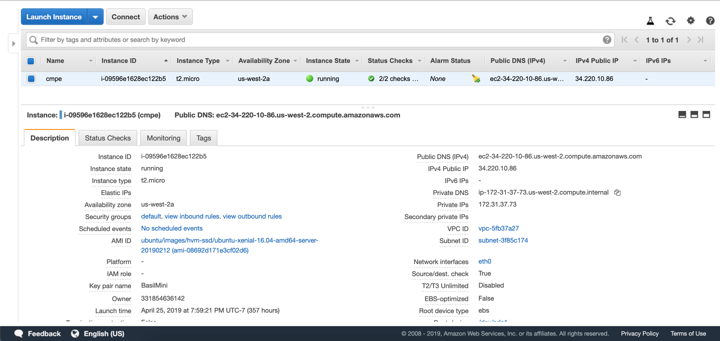 Launch Instance Connect Actions
Filter by tags and attributes or search by keyword 1 to 1 of 1
Name Instance ID Instance Type Availability Zone Instance State Status Checks Alarm Status Public DNS (IPv4) IPv4 Public IP IPv6 IPs
cmpe i-09596e1628ec122b5 t2.micro us-west-2a running 2/2 checks ... None ec2-34-220-10-86.us-w... 34.220.10.86 -
Instance: i-09596e1628ec122b5 (cmpe) Public DNS: ec2-34-220-10-86.us-west-2.compute.amazonaws.com
Description Status Checks Monitoring Tags
Instance ID i-09596e1628ec122b5 Public DNS (IPv4) ec2-34-220-10-86.us-west-2.compute.amazonaws.com
Instance state running IPv4 Public IP 34.220.10.86
Instance type t2.micro IPv6 IPs -
Elastic IPs Private DNS ip-172-31-37-73.us-west-2.compute.internal
Availability zone us-west-2a Private IPs 172.31.37.73
Security groups default. view inbound rules. view outbound rules Secondary private IPs
Scheduled events No scheduled events VPC ID vpc-5fb37a27
AMI ID ubuntu/images/hvm-ssd/ubuntu-xenial-16.04-amd64-server- Subnet ID subnet-3f85c174
20190212 (ami-08692d171e3cf02d6)
Platform - Network interfaces eth0
IAM role - Source/dest. check True
Key pair name BasilMini T2/T3 Unlimited Disabled
Owner 331854636142 EBS-optimized False
Launch time April 25, 2019 at 7:59:21 PM UTC-7 (357 hours) Root device type ebs
Feedback English (US) © 2008 - 2019, Amazon Web Services, Inc. or its affiliates. All rights reserved. Privacy Policy Terms of Use